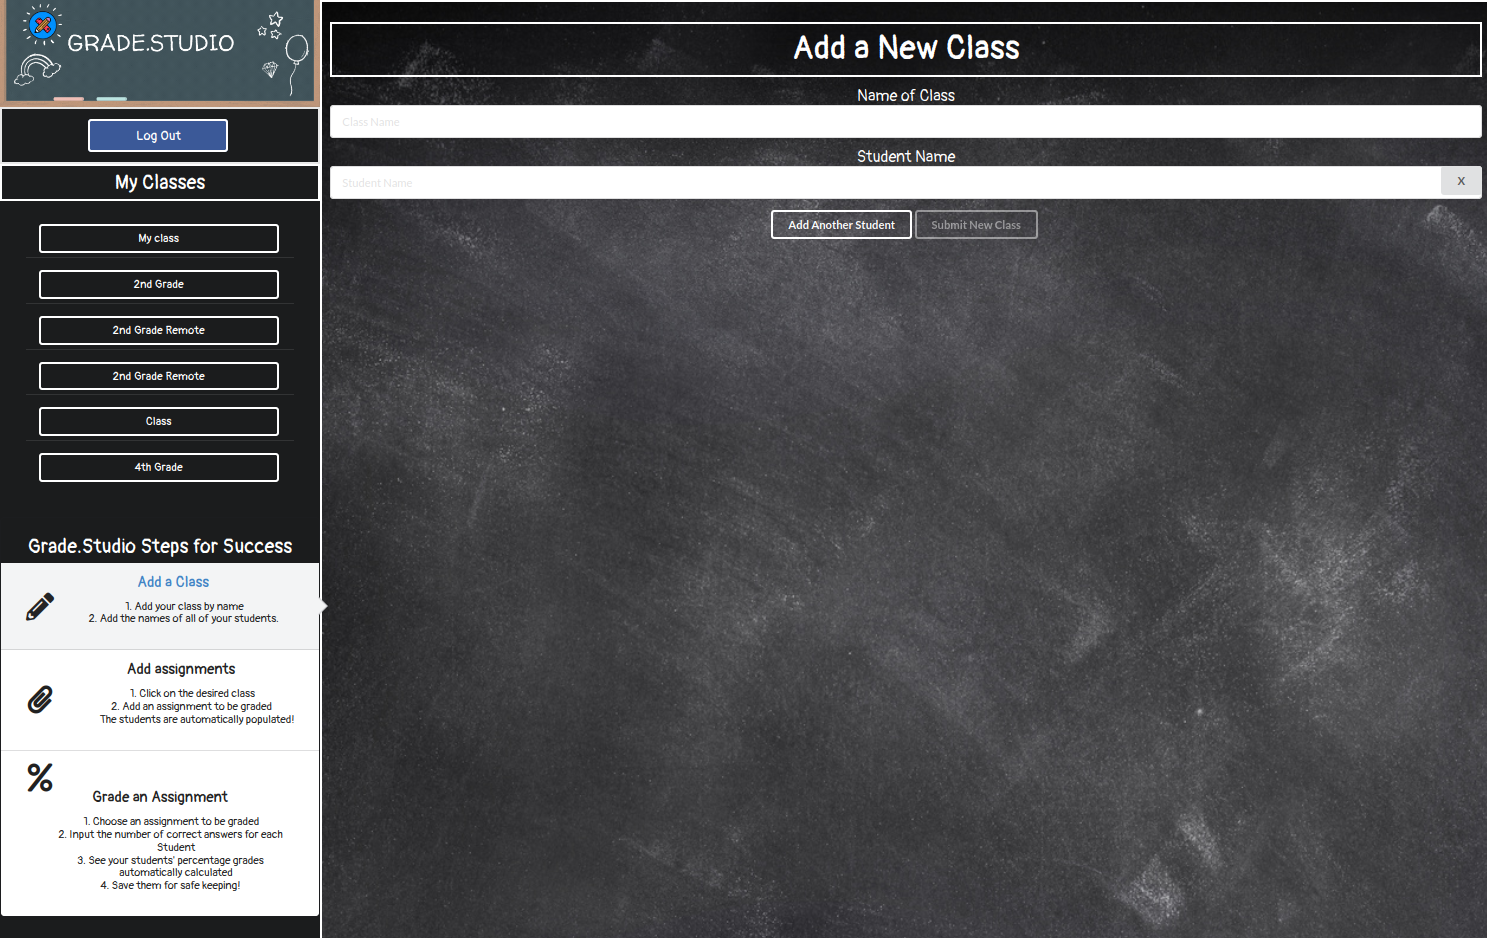 GRADE.STUDIO
Log Out
My Classes
My class
2nd Grade
2nd Grade Remote
2nd Grade Remote
Class
4th Grade
Grade.Studio Steps for Success
Add a Class
1. Add your class by name
2. Add the names of all of your students.
Add assignments
1. Click on the desired class
2. Add an assignment to be graded
The students are automatically populated!
%
Grade an Assignment
1. Choose an assignment to be graded
2. Input the number of correct answers for each
Student
3. See your students' percentage grades
automatically calculated
4. Save them for safe keeping!
Add a New Class
Name of Class
Class Name
Student Name
Student Name
X
Add Another Student
Submit New Class